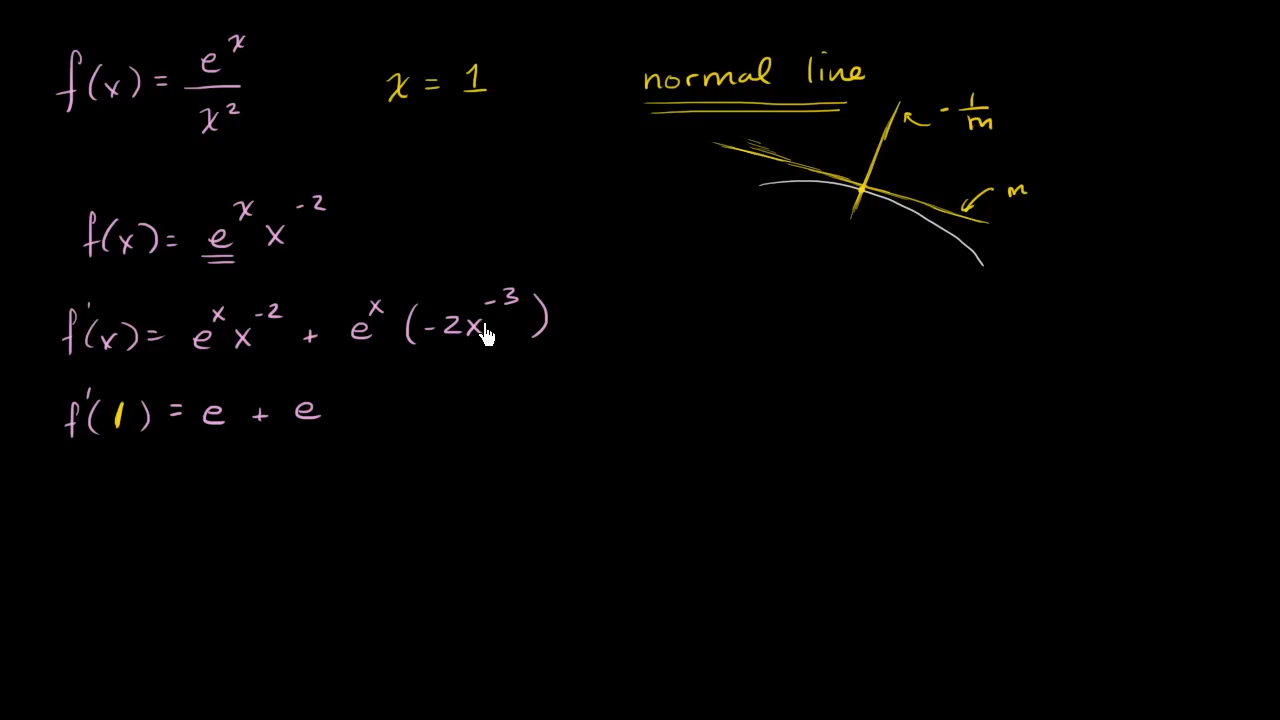 f(x) = e^x / x^2
x = 1
normal line
- 1/m
m
f(x) = e^x x^-2
f'(x) = e^x x^-2 + e^x (-2x^-3)
f'(1) = e + e